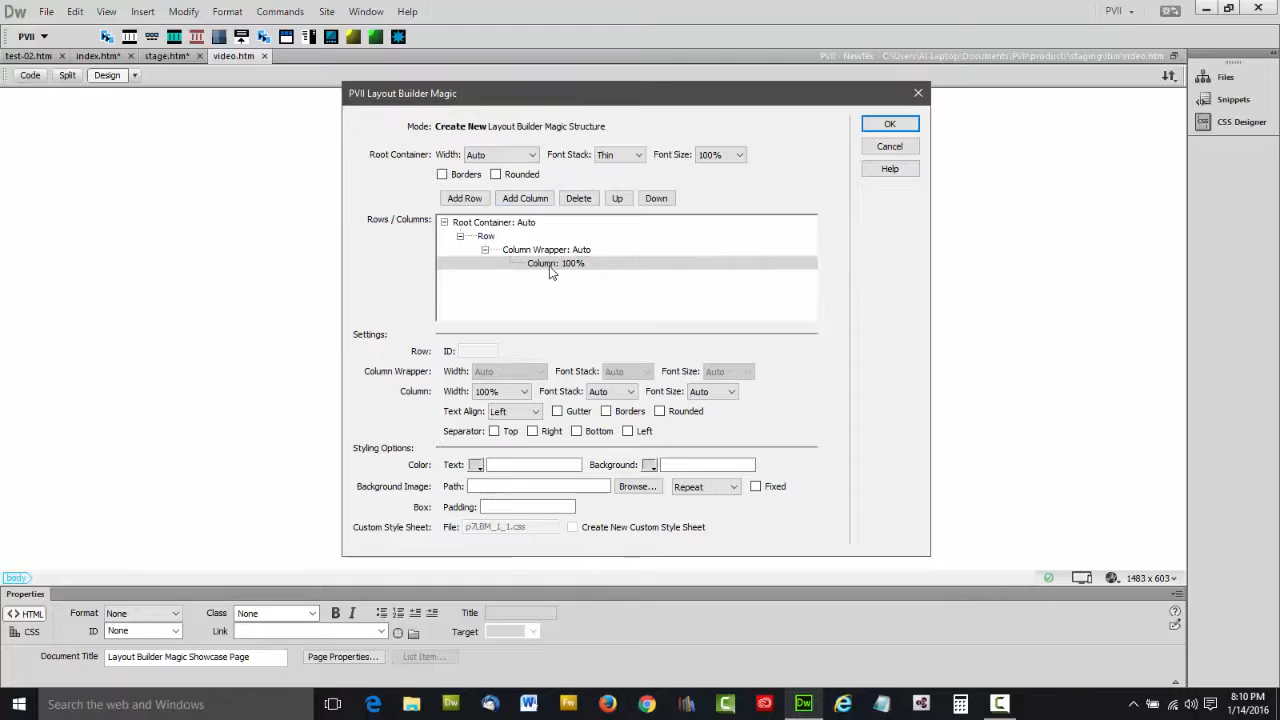 Dw File Edit View Insert Modify Format Commands Site Window Help PVII
PVII
test-02.htm × index.htm* × stage.htm* × video.htm ×
Code Split Design
Files
Snippets
CSS Designer
PVII Layout Builder Magic
Mode: Create New Layout Builder Magic Structure
Root Container: Width: Auto Font Stack: Thin Font Size: 100%
Borders Rounded
Add Row Add Column Delete Up Down
OK
Cancel
Help
Rows / Columns: Root Container: Auto
Row
Column Wrapper: Auto
Column: 100%
Settings:
Row: ID:
Column Wrapper: Width: Auto Font Stack: Auto Font Size: Auto
Column: Width: 100% Font Stack: Auto Font Size: Auto
Text Align: Left Gutter Borders Rounded
Separator: Top Right Bottom Left
Styling Options:
Color: Text: Background:
Background Image: Path: Browse... Repeat Fixed
Box: Padding:
Custom Style Sheet: File: p7LBM_1_1.css Create New Custom Style Sheet
body 1483 x 603
Properties
<> HTML Format None Class None B I Title
CSS ID None Link Target
Document Title Layout Builder Magic Showcase Page Page Properties... List Item...
Search the web and Windows
8:10 PM
1/14/2016